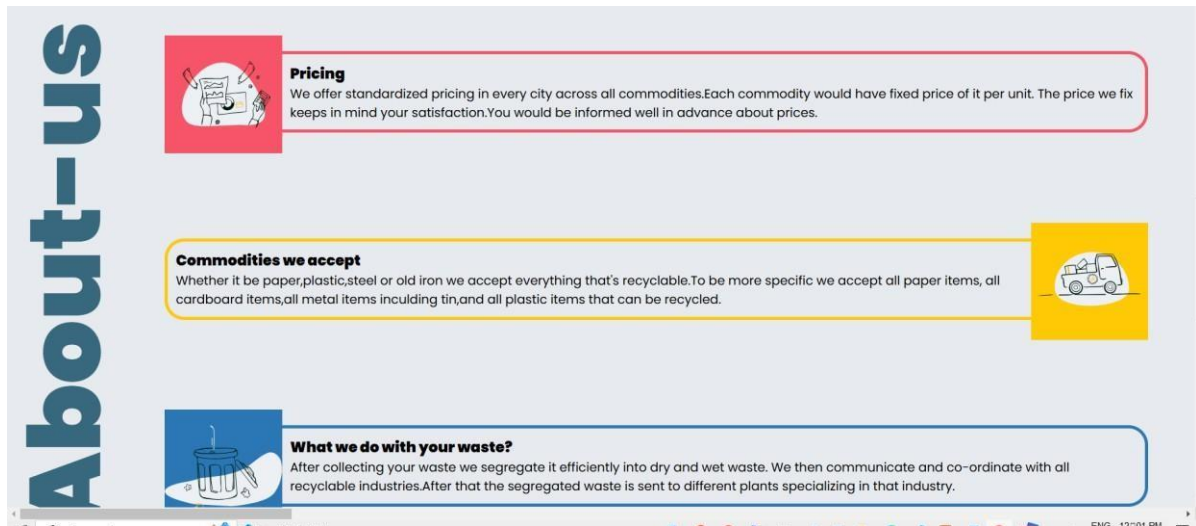 About-us
Pricing
We offer standardized pricing in every city across all commodities.Each commodity would have fixed price of it per unit. The price we fix
keeps in mind your satisfaction.You would be informed well in advance about prices.
Commodities we accept
Whether it be paper,plastic,steel or old iron we accept everything that's recyclable.To be more specific we accept all paper items, all
cardboard items,all metal items inculding tin,and all plastic items that can be recycled.
What we do with your waste?
After collecting your waste we segregate it efficiently into dry and wet waste. We then communicate and co-ordinate with all
recyclable industries.After that the segregated waste is sent to different plants specializing in that industry.
ENG